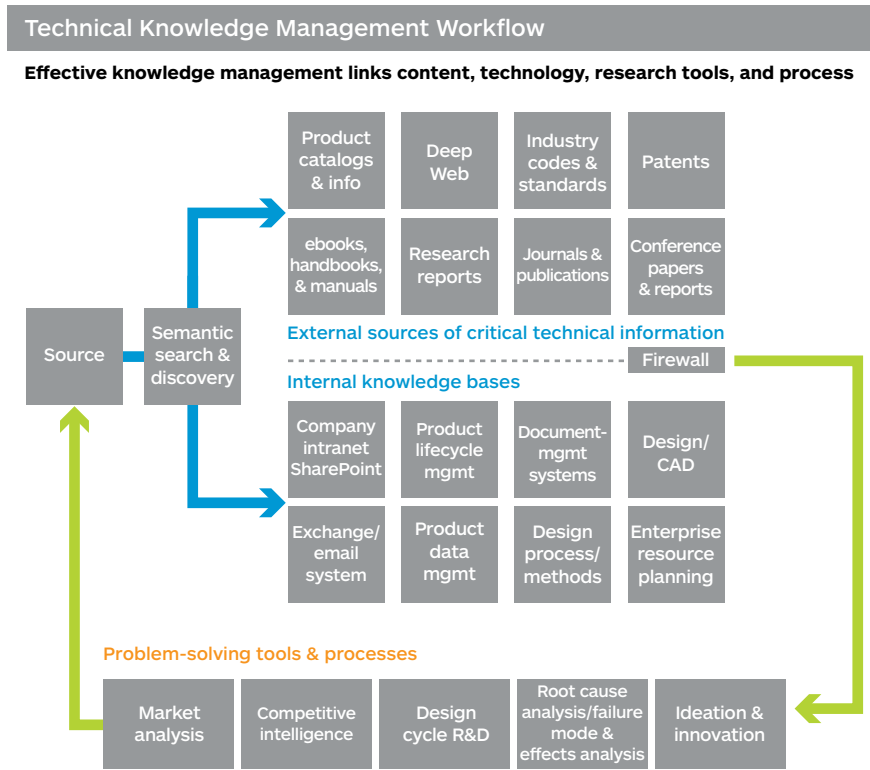 Technical Knowledge Management Workflow
Effective knowledge management links content, technology, research tools, and process
Product
catalogs
& info
Deep
Web
Industry
codes &
standards
Patents
ebooks,
handbooks,
& manuals
Research
reports
Journals &
publications
Conference
papers
& reports
Source
Semantic
search &
discovery
External sources of critical technical information
Firewall
Internal knowledge bases
Company
intranet
SharePoint
Product
lifecycle
mgmt
Document-
mgmt
systems
Design/
CAD
Exchange/
email
system
Product
data
mgmt
Design
process/
methods
Enterprise
resource
planning
Problem-solving tools & processes
Market
analysis
Competitive
intelligence
Design
cycle R&D
Root cause
analysis/failure
mode &
effects analysis
Ideation &
innovation